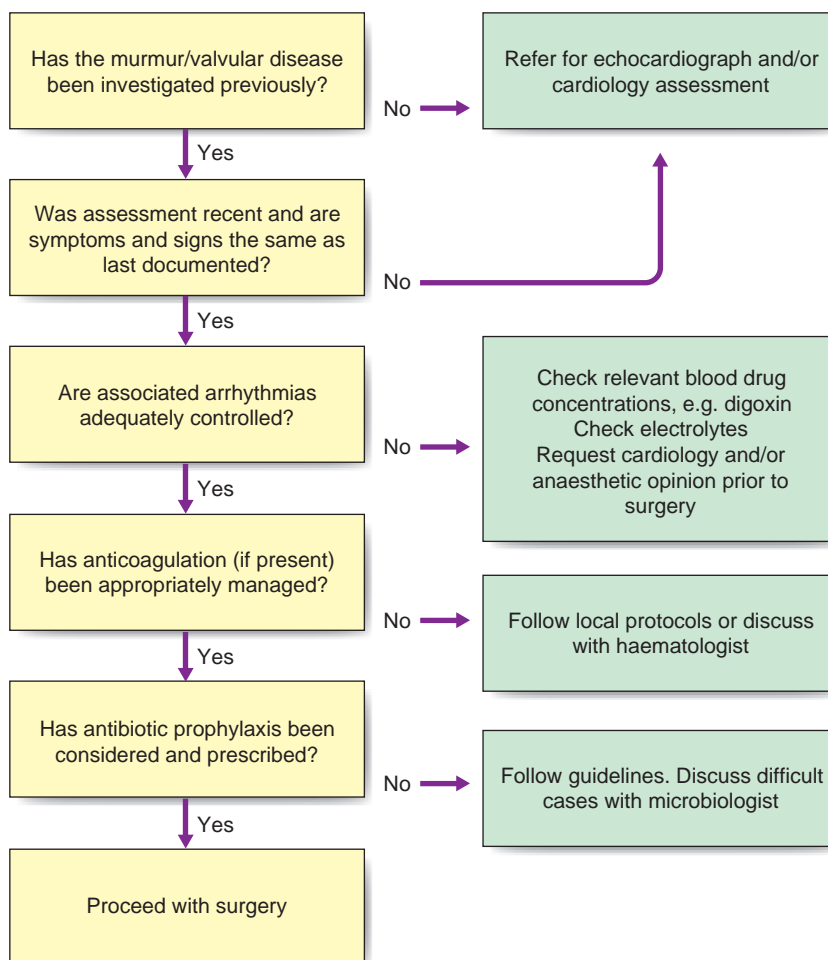 Has the murmur/valvular disease
been investigated previously?
No
Refer for echocardiograph and/or
cardiology assessment
Yes
Was assessment recent and are
symptoms and signs the same as
last documented?
No
Yes
Are associated arrhythmias
adequately controlled?
No
Check relevant blood drug
concentrations, e.g. digoxin
Check electrolytes
Request cardiology and/or
anaesthetic opinion prior to
surgery
Yes
Has anticoagulation (if present)
been appropriately managed?
No
Follow local protocols or discuss
with haematologist
Yes
Has antibiotic prophylaxis been
considered and prescribed?
No
Follow guidelines. Discuss difficult
cases with microbiologist
Yes
Proceed with surgery